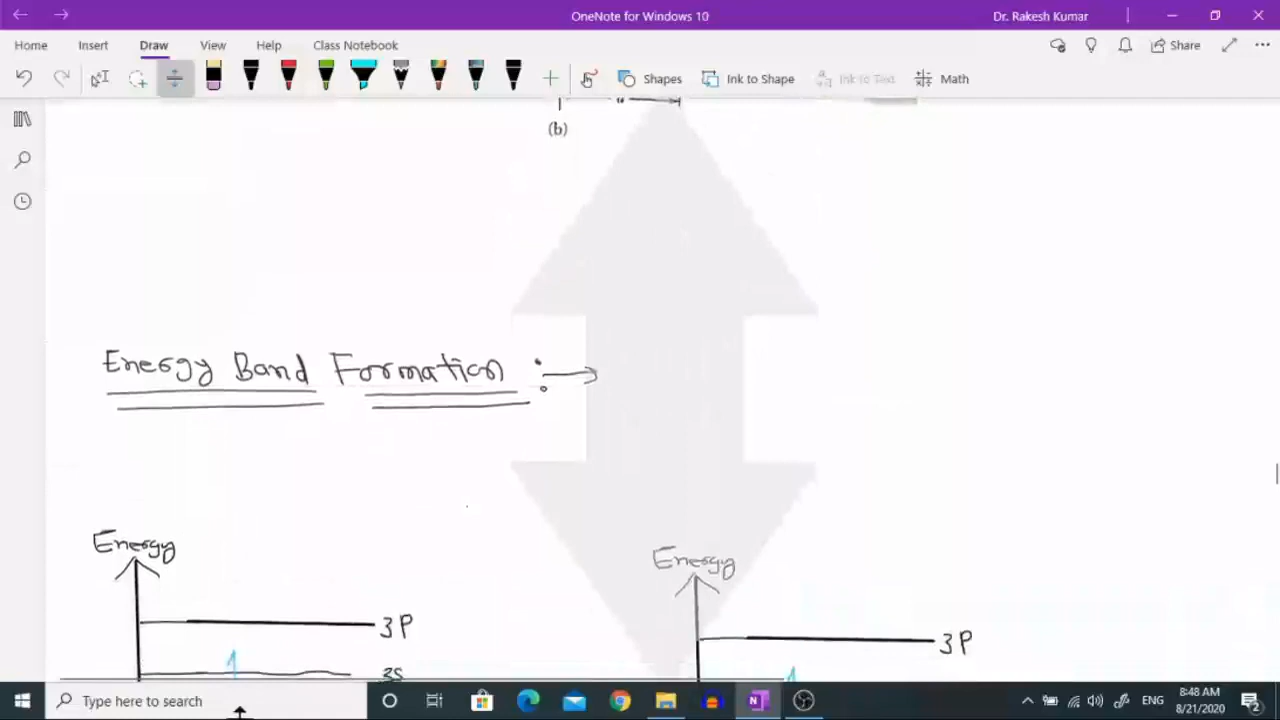 OneNote for Windows 10
Dr. Rakesh Kumar
Home Insert Draw View Help Class Notebook
Share
Shapes
Ink to Shape
Ink to Text
Math
(b)
Energy Band Formation :→
Energy
3P
1
3S
Energy
3P
Type here to search
ENG
8:48 AM
8/21/2020
2